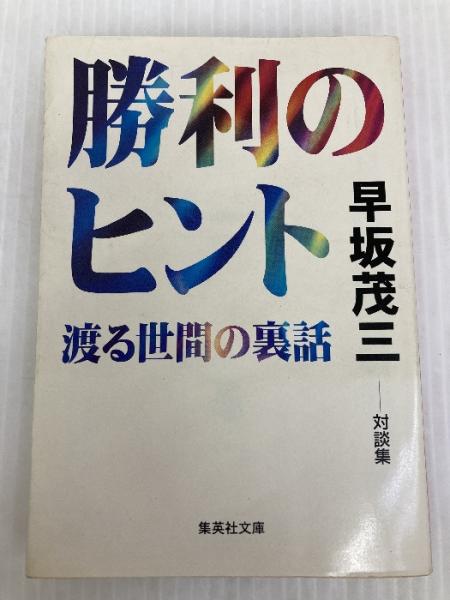 勝利の
ヒント
渡る世間の裏話
早坂茂三
―対談集
集英社文庫